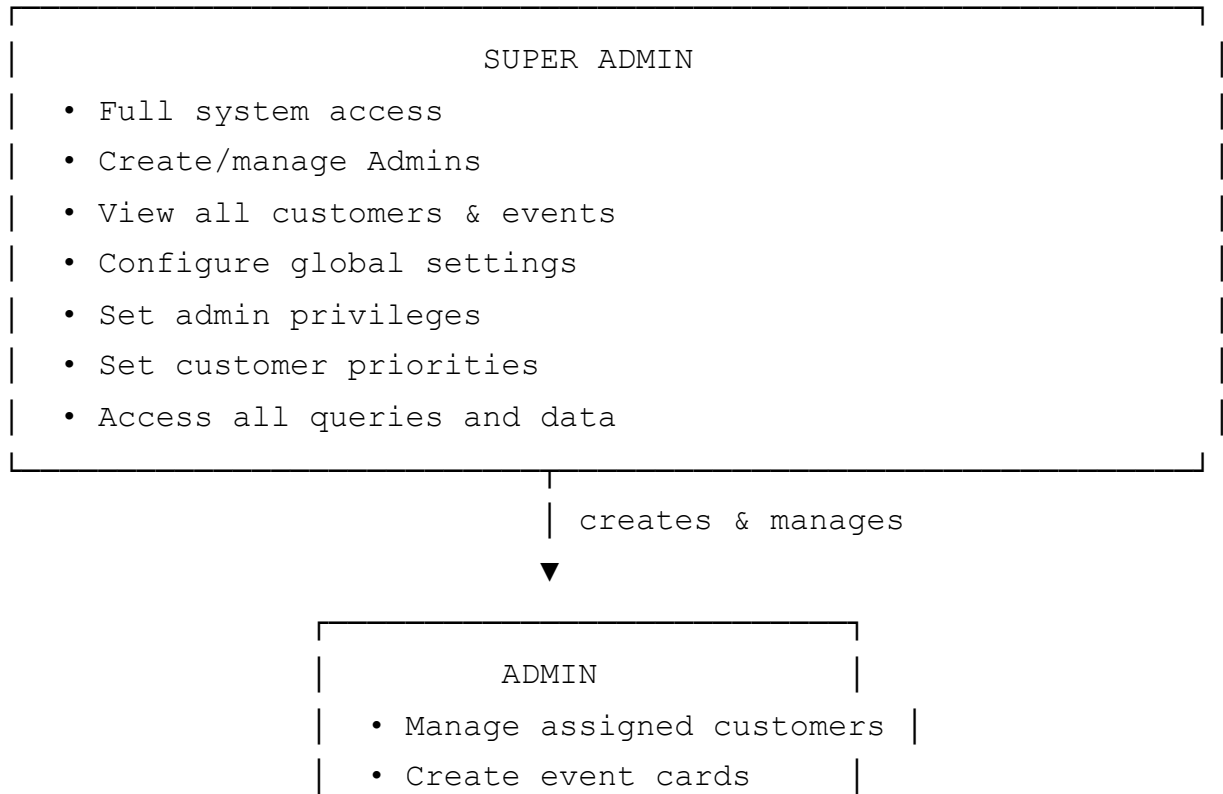 SUPER ADMIN
• Full system access
• Create/manage Admins
• View all customers & events
• Configure global settings
• Set admin privileges
• Set customer priorities
• Access all queries and data
creates & manages
▼
ADMIN
• Manage assigned customers
• Create event cards